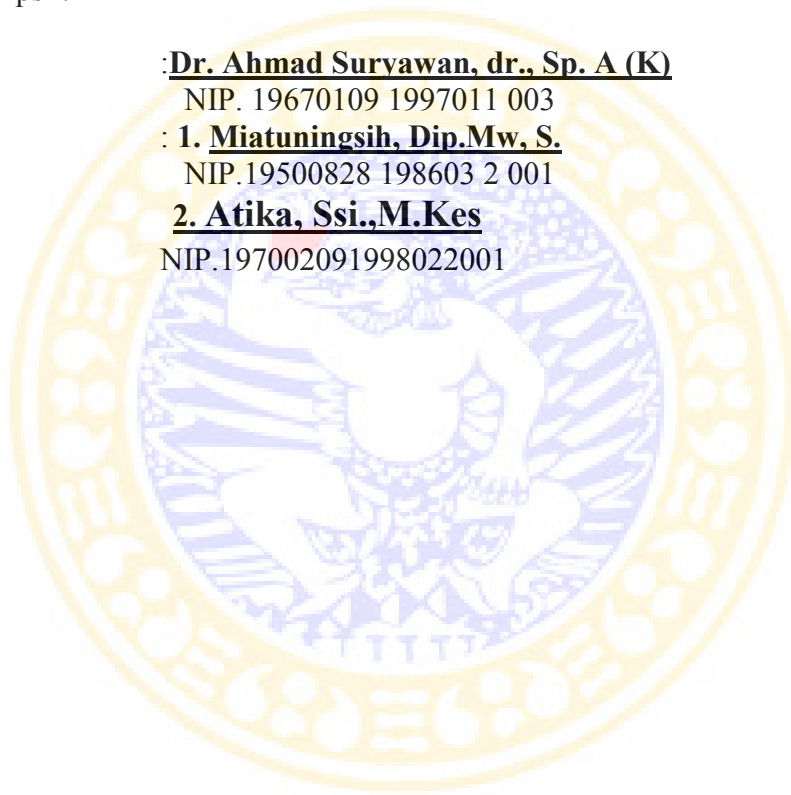 :Dr. Ahmad Suryawan, dr., Sp. A (K)
NIP. 19670109 1997011 003
: 1. Miatuningsih, Dip.Mw, S.
NIP.19500828 198603 2 001
2. Atika, Ssi.,M.Kes
NIP.197002091998022001